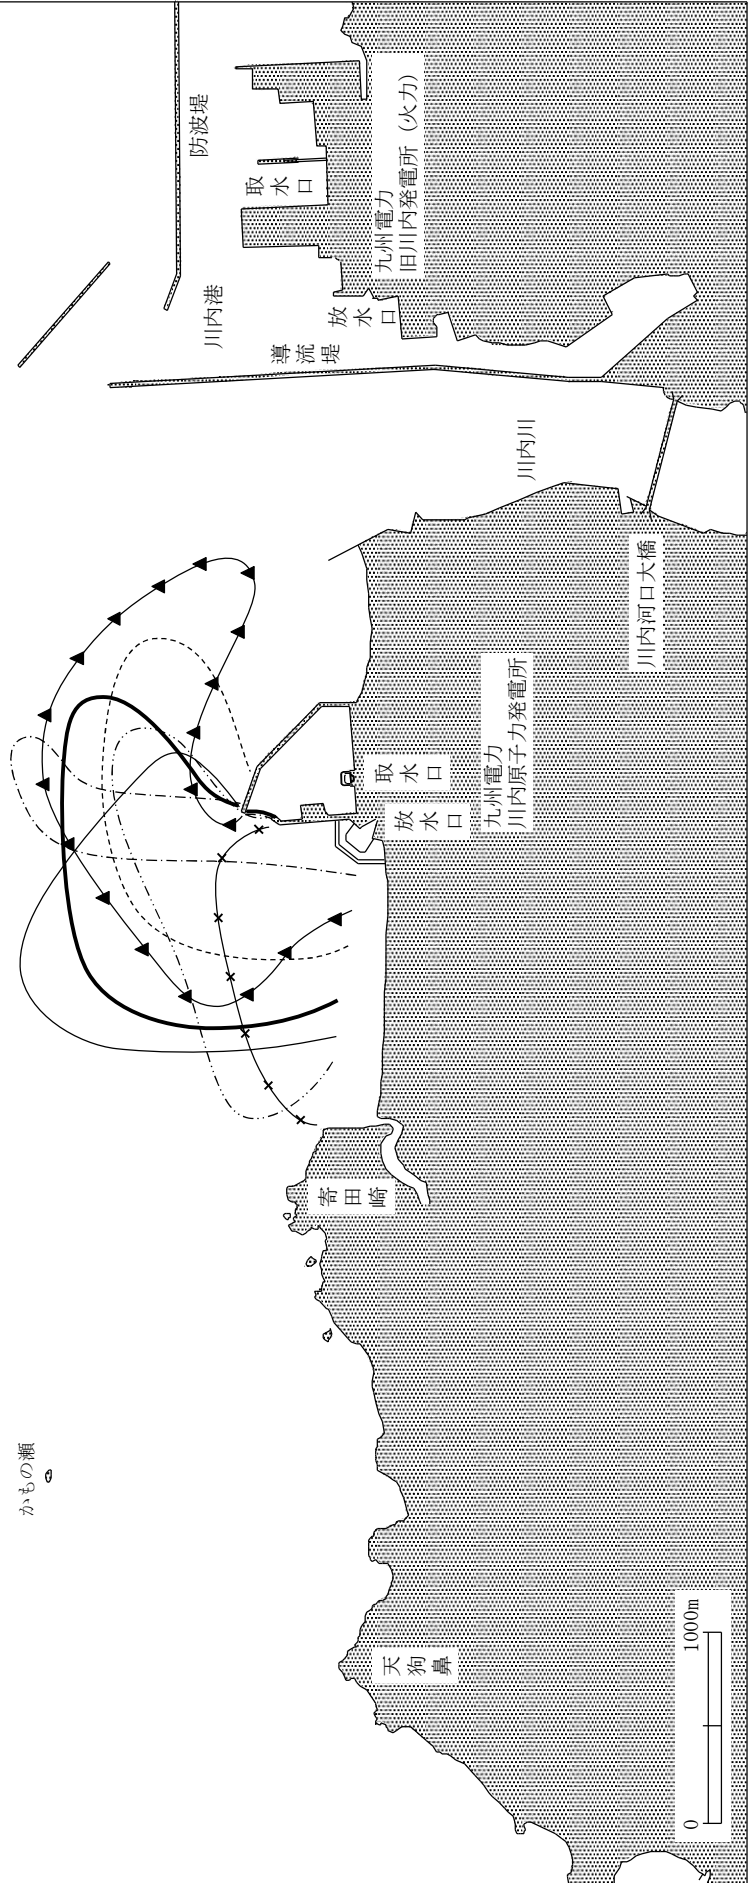 かもの瀬
天狗鼻
0　1000m
寄田崎
放水口
取水口
九州電力
川内原子力発電所
川内河口大橋
川内川
導流堤
川内港
放水口
防波堤
取水口
九州電力
旧川内発電所（火力）